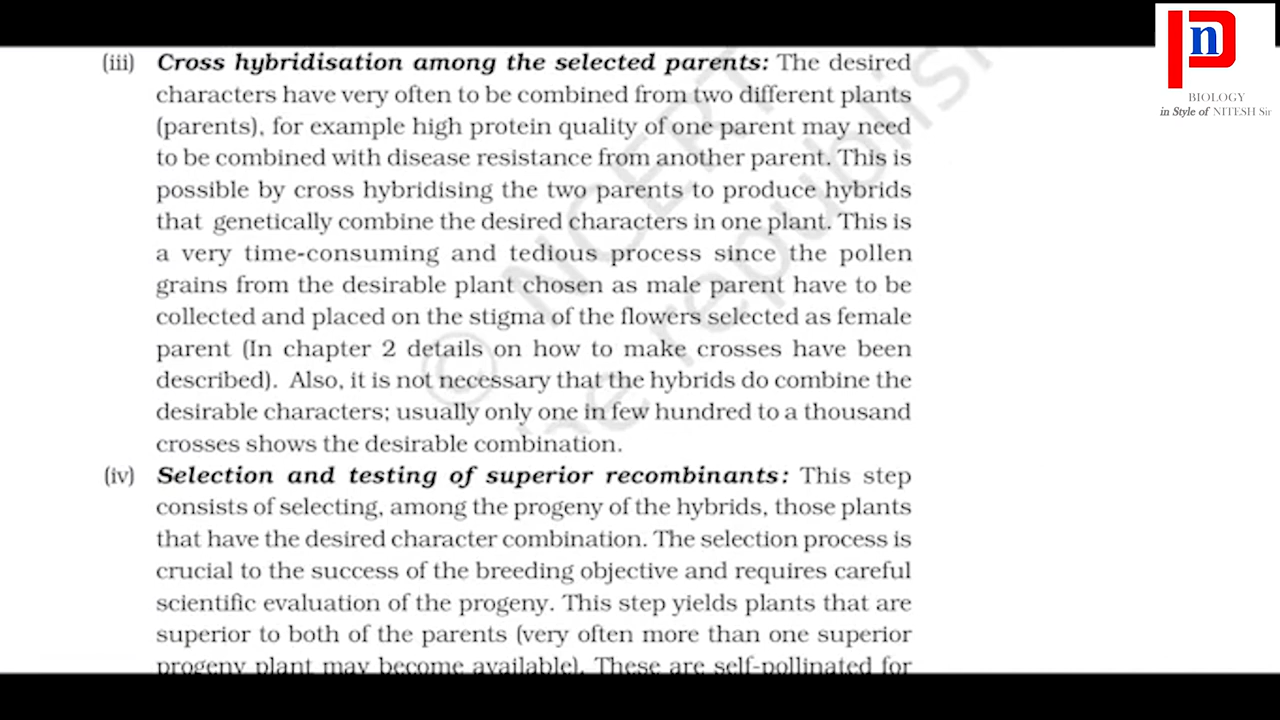 (iii) Cross hybridisation among the selected parents: The desired
characters have very often to be combined from two different plants
(parents), for example high protein quality of one parent may need
to be combined with disease resistance from another parent. This is
possible by cross hybridising the two parents to produce hybrids
that genetically combine the desired characters in one plant. This is
a very time-consuming and tedious process since the pollen
grains from the desirable plant chosen as male parent have to be
collected and placed on the stigma of the flowers selected as female
parent (In chapter 2 details on how to make crosses have been
described). Also, it is not necessary that the hybrids do combine the
desirable characters; usually only one in few hundred to a thousand
crosses shows the desirable combination.
(iv) Selection and testing of superior recombinants: This step
consists of selecting, among the progeny of the hybrids, those plants
that have the desired character combination. The selection process is
crucial to the success of the breeding objective and requires careful
scientific evaluation of the progeny. This step yields plants that are
superior to both of the parents (very often more than one superior
progeny plant may become available). These are self-pollinated for
© NCERT
be republish
n
BIOLOGY
in Style of NITESH Sir